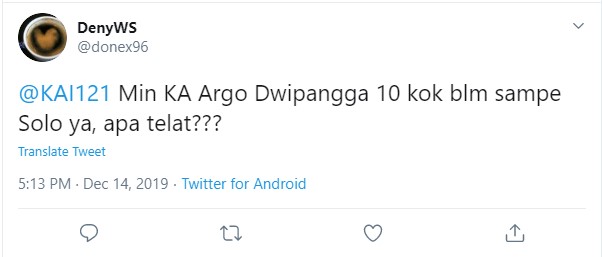 DenyWS
@donex96
@KAI121 Min KA Argo Dwipangga 10 kok blm sampe
Solo ya, apa telat???
Translate Tweet
5:13 PM · Dec 14, 2019 · Twitter for Android